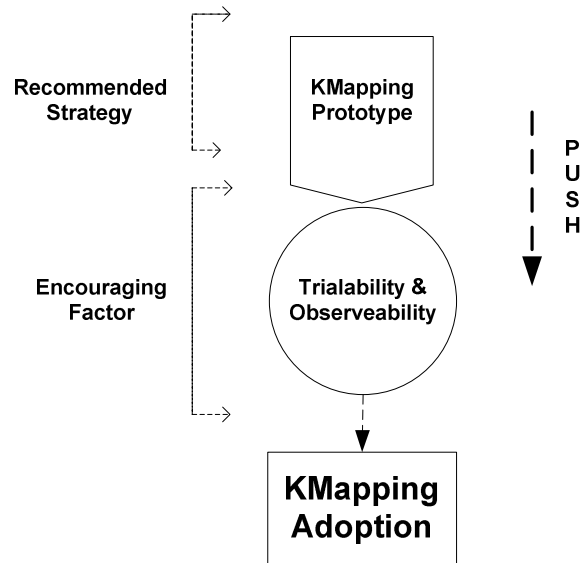 Recommended
Strategy
KMapping
Prototype
P
U
S
H
Encouraging
Factor
Trialability &
Observeability
KMapping
Adoption